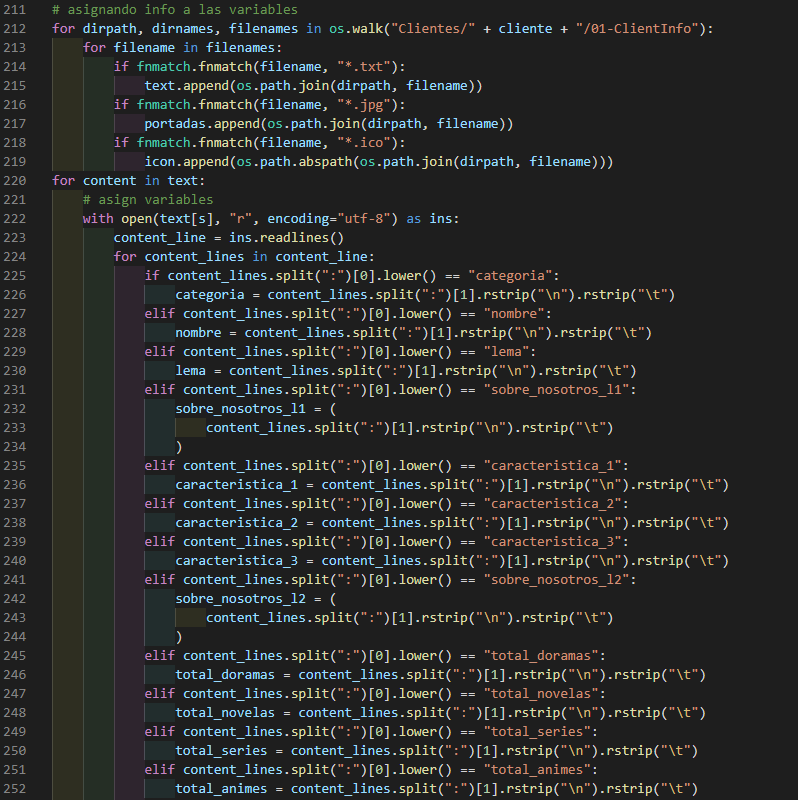 211 # asignando info a las variables
212 for dirpath, dirnames, filenames in os.walk("Clientes/" + cliente + "/01-ClientInfo"):
213 for filename in filenames:
214 if fnmatch.fnmatch(filename, "*.txt"):
215 text.append(os.path.join(dirpath, filename))
216 if fnmatch.fnmatch(filename, "*.jpg"):
217 portadas.append(os.path.join(dirpath, filename))
218 if fnmatch.fnmatch(filename, "*.ico"):
219 icon.append(os.path.abspath(os.path.join(dirpath, filename)))
220 for content in text:
221 # asign variables
222 with open(text[s], "r", encoding="utf-8") as ins:
223 content_line = ins.readlines()
224 for content_lines in content_line:
225 if content_lines.split(":")[0].lower() == "categoria":
226 categoria = content_lines.split(":")[1].rstrip("\n").rstrip("\t")
227 elif content_lines.split(":")[0].lower() == "nombre":
228 nombre = content_lines.split(":")[1].rstrip("\n").rstrip("\t")
229 elif content_lines.split(":")[0].lower() == "lema":
230 lema = content_lines.split(":")[1].rstrip("\n").rstrip("\t")
231 elif content_lines.split(":")[0].lower() == "sobre_nosotros_l1":
232 sobre_nosotros_l1 = (
233 content_lines.split(":")[1].rstrip("\n").rstrip("\t")
234 )
235 elif content_lines.split(":")[0].lower() == "caracteristica_1":
236 caracteristica_1 = content_lines.split(":")[1].rstrip("\n").rstrip("\t")
237 elif content_lines.split(":")[0].lower() == "caracteristica_2":
238 caracteristica_2 = content_lines.split(":")[1].rstrip("\n").rstrip("\t")
239 elif content_lines.split(":")[0].lower() == "caracteristica_3":
240 caracteristica_3 = content_lines.split(":")[1].rstrip("\n").rstrip("\t")
241 elif content_lines.split(":")[0].lower() == "sobre_nosotros_l2":
242 sobre_nosotros_l2 = (
243 content_lines.split(":")[1].rstrip("\n").rstrip("\t")
244 )
245 elif content_lines.split(":")[0].lower() == "total_doramas":
246 total_doramas = content_lines.split(":")[1].rstrip("\n").rstrip("\t")
247 elif content_lines.split(":")[0].lower() == "total_novelas":
248 total_novelas = content_lines.split(":")[1].rstrip("\n").rstrip("\t")
249 elif content_lines.split(":")[0].lower() == "total_series":
250 total_series = content_lines.split(":")[1].rstrip("\n").rstrip("\t")
251 elif content_lines.split(":")[0].lower() == "total_animes":
252 total_animes = content_lines.split(":")[1].rstrip("\n").rstrip("\t")